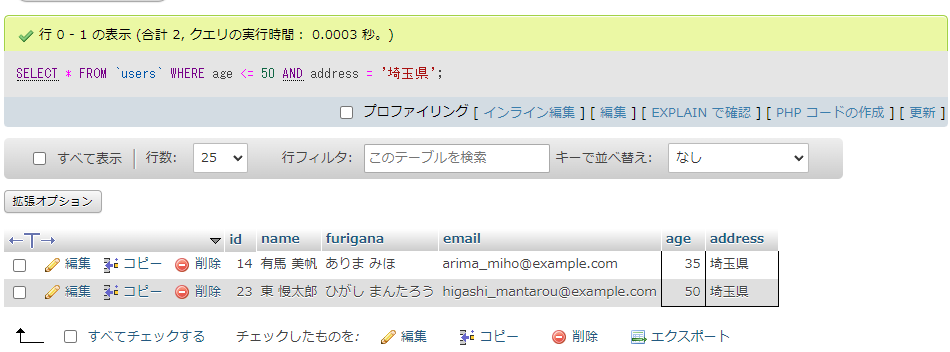 行 0 - 1 の表示 (合計 2, クエリの実行時間： 0.0003 秒。)
SELECT * FROM `users` WHERE age <= 50 AND address = '埼玉県';
プロファイリング [ インライン編集 ] [ 編集 ] [ EXPLAIN で確認 ] [ PHP コードの作成 ] [ 更新 ]
すべて表示 行数: 25 行フィルタ: このテーブルを検索 キーで並べ替え: なし
拡張オプション
←T→ id name furigana email age address
編集 コピー 削除 14 有馬 美帆 ありま みほ arima_miho@example.com 35 埼玉県
編集 コピー 削除 23 東 慢太郎 ひがし まんたろう higashi_mantarou@example.com 50 埼玉県
すべてチェックする チェックしたものを: 編集 コピー 削除 エクスポート